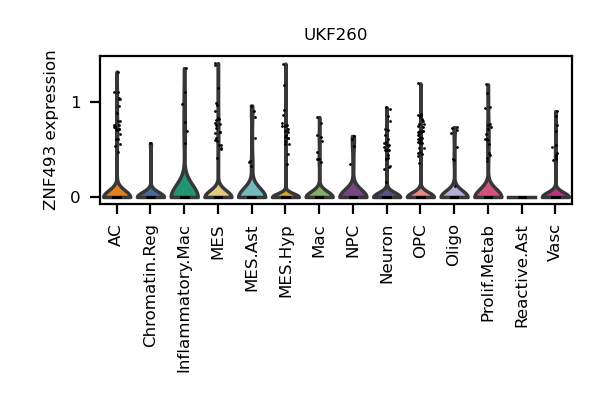 UKF260
ZNF493 expression
1
0
AC
Chromatin.Reg
Inflammatory.Mac
MES
MES.Ast
MES.Hyp
Mac
NPC
Neuron
OPC
Oligo
Prolif.Metab
Reactive.Ast
Vasc